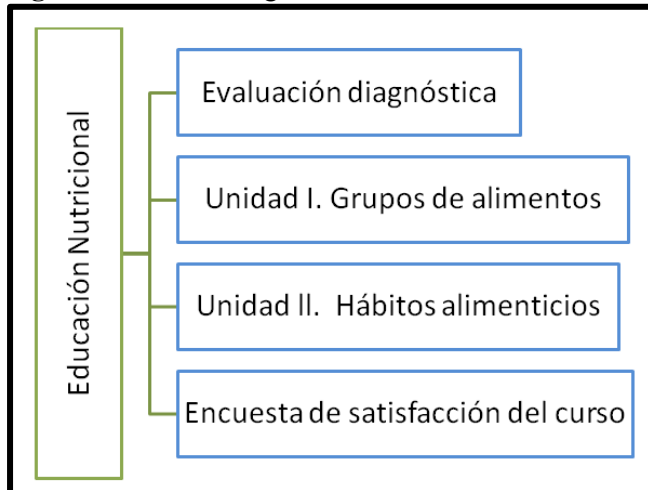 Educación Nutricional
Evaluación diagnóstica
Unidad I. Grupos de alimentos
Unidad ll. Hábitos alimenticios
Encuesta de satisfacción del curso